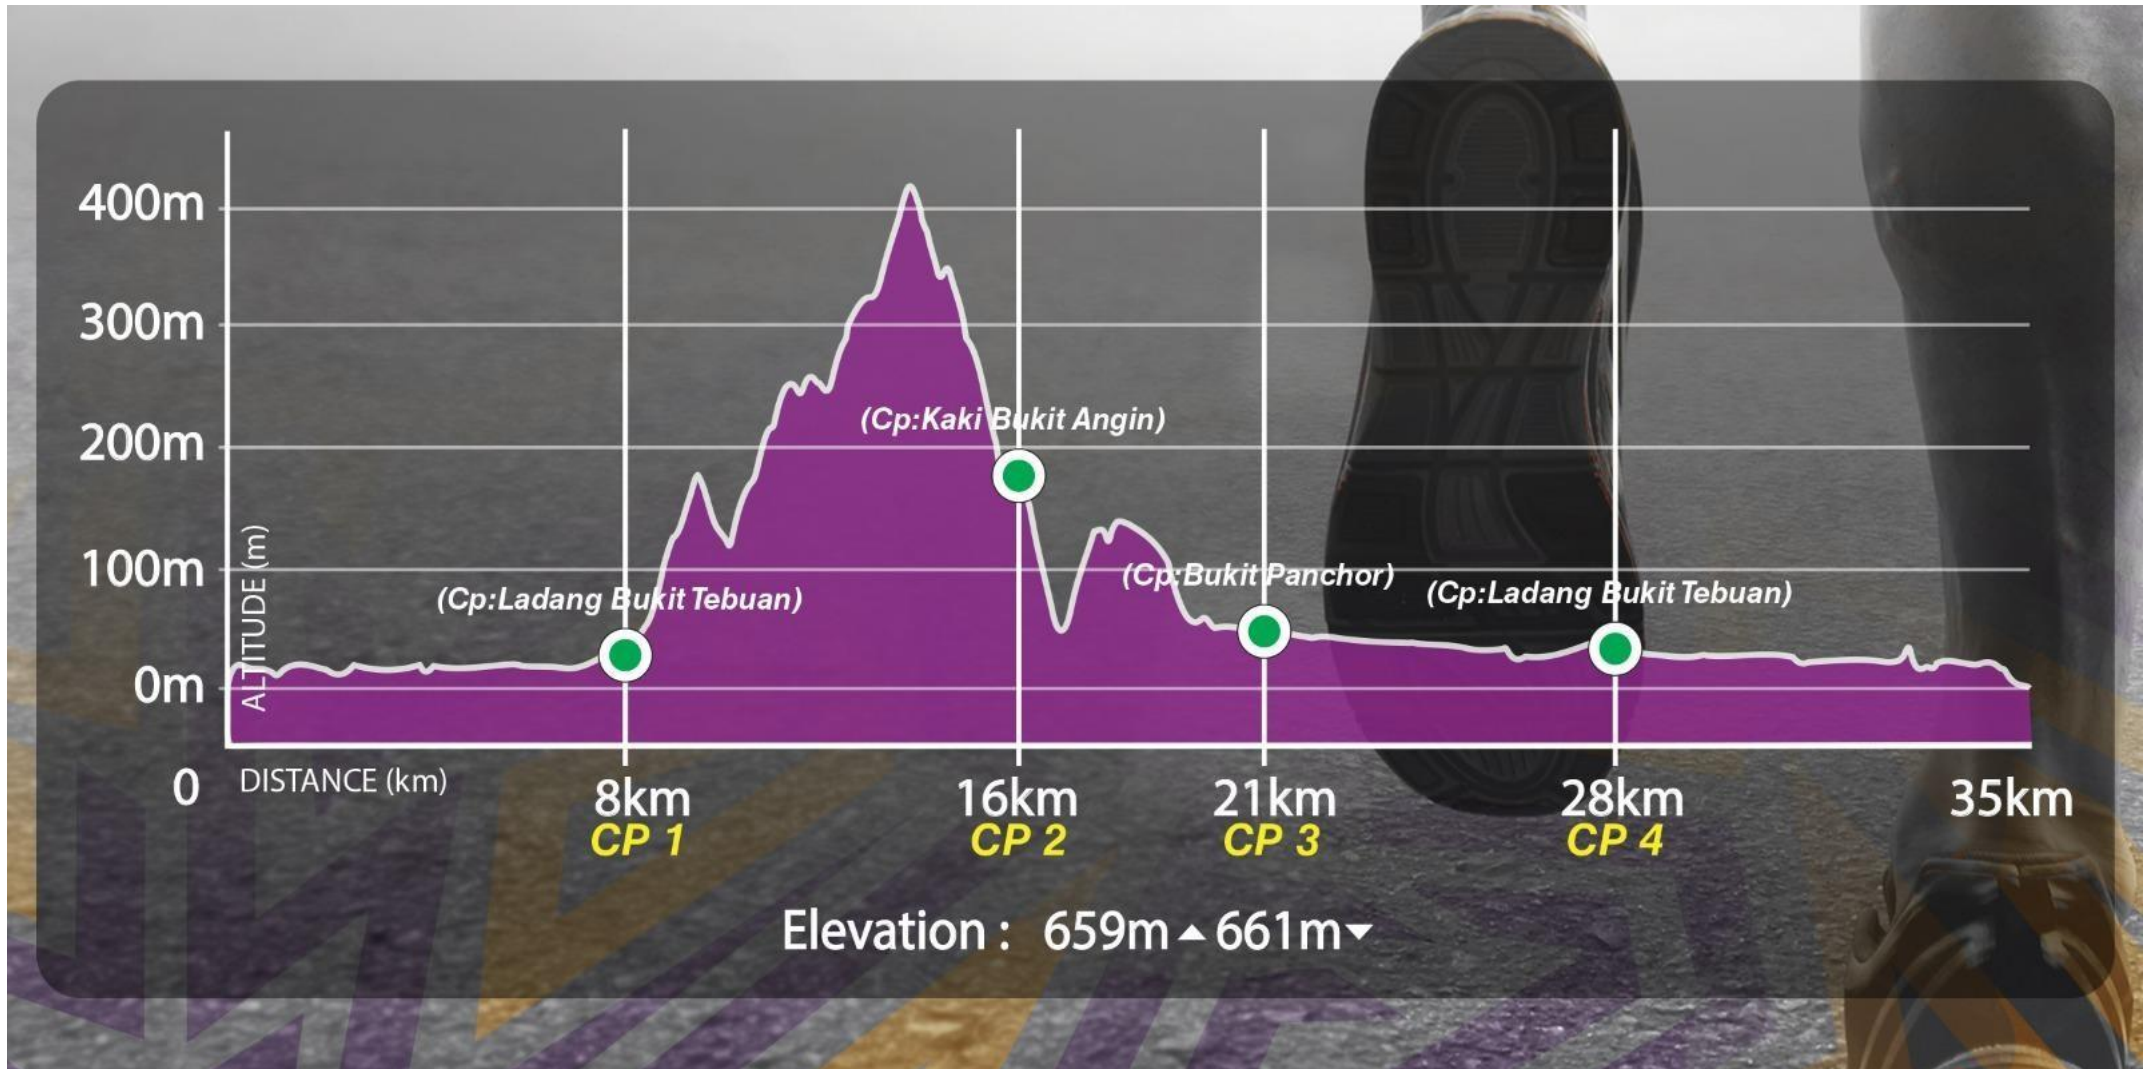 400m
300m
200m
100m
0m
ALTITUDE (m)
(Cp:Kaki Bukit Angin)
(Cp:Bukit Panchor)
(Cp:Ladang Bukit Tebuan)
(Cp:Ladang Bukit Tebuan)
0
DISTANCE (km)
8km
16km
21km
28km
35km
CP 1
CP 2
CP 3
CP 4
Elevation : 659m▲661m▼